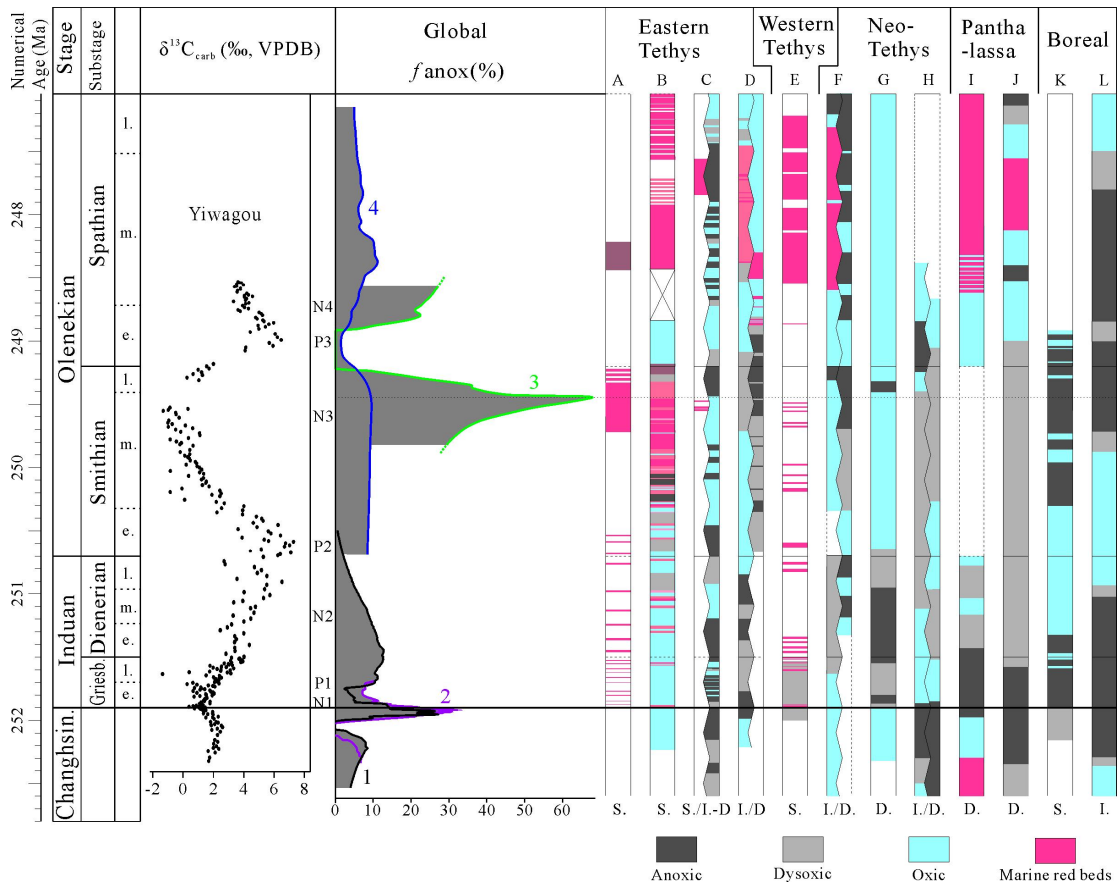 Numerical
Age (Ma)
Stage
Substage
δ13Ccarb (‰, VPDB)
Global
fanox(%)
Eastern
Tethys
Western
Tethys
Neo-
Tethys
Pantha
-lassa
Boreal
A B C D E F G H I J K L
248
249
250
251
252
Olenekian
Induan
Changhsin.
Spathian
Smithian
Dienerian
Griesb.
l.
m.
e.
l.
m.
e.
l.
m.
e.
l.
e.
Yiwagou
N4
P3
N3
P2
N2
P1
N1
4
3
2
1
-2 0 2 4 6 8
0 10 20 30 40 50 60
S. S. S./I.-D I./D S. I./D. D. I./D. D. D. S. I.
Anoxic
Dysoxic
Oxic
Marine red beds